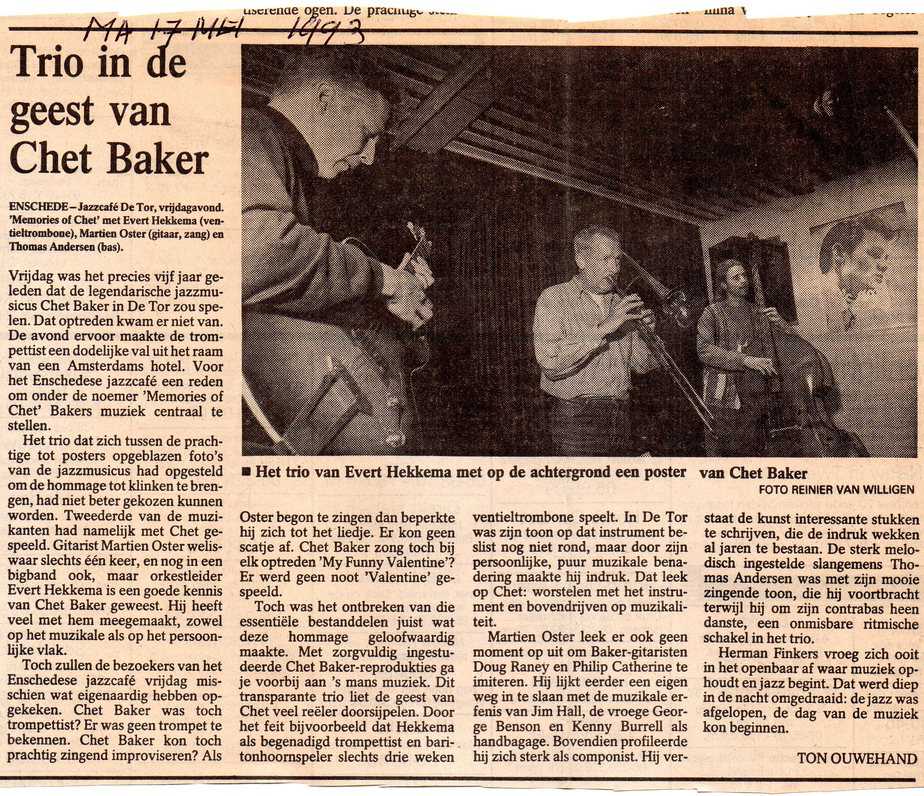 userende ogen. De prachtige
MA 17 MEI 1993
Trio in de
geest van
Chet Baker
ENSCHEDE – Jazzcafé De Tor, vrijdagavond.
'Memories of Chet' met Evert Hekkema (ven-
tieltrombone), Martien Oster (gitaar, zang) en
Thomas Andersen (bas).
Vrijdag was het precies vijf jaar ge-
leden dat de legendarische jazzmu-
sicus Chet Baker in De Tor zou spe-
len. Dat optreden kwam er niet van.
De avond ervoor maakte de trom-
pettist een dodelijke val uit het raam
van een Amsterdams hotel. Voor
het Enschedese jazzcafé een reden
om onder de noemer 'Memories of
Chet' Bakers muziek centraal te
stellen.
Het trio dat zich tussen de prach-
tige tot posters opgeblazen foto's
van de jazzmusicus had opgesteld
om de hommage tot klinken te bren-
gen, had niet beter gekozen kunnen
worden. Tweederde van de muzi-
kanten had namelijk met Chet ge-
speeld. Gitarist Martien Oster welis-
waar slechts één keer, en nog in een
bigband ook, maar orkestleider
Evert Hekkema is een goede kennis
van Chet Baker geweest. Hij heeft
veel met hem meegemaakt, zowel
op het muzikale als op het persoon-
lijke vlak.
Toch zullen de bezoekers van het
Enschedese jazzcafé vrijdag mis-
schien wat eigenaardig hebben op-
gekeken. Chet Baker was toch
trompettist? Er was geen trompet te
bekennen. Chet Baker kon toch
prachtig zingend improviseren? Als
■ Het trio van Evert Hekkema met op de achtergrond een poster van Chet Baker
FOTO REINIER VAN WILLIGEN
Oster begon te zingen dan beperkte
hij zich tot het liedje. Er kon geen
scatje af. Chet Baker zong toch bij
elk optreden 'My Funny Valentine'?
Er werd geen noot 'Valentine' ge-
speeld.
Toch was het ontbreken van die
essentiële bestanddelen juist wat
deze hommage geloofwaardig
maakte. Met zorgvuldig ingestu-
deerde Chet Baker-reprodukties ga
je voorbij aan 's mans muziek. Dit
transparante trio liet de geest van
Chet veel reëler doorsijpelen. Door
het feit bijvoorbeeld dat Hekkema
als begenadigd trompettist en bari-
tonhoornspeler slechts drie weken
ventieltrombone speelt. In De Tor
was zijn toon op dat instrument be-
slist nog niet rond, maar door zijn
persoonlijke, puur muzikale bena-
dering maakte hij indruk. Dat leek
op Chet: worstelen met het instru-
ment en bovendrijven op muzikali-
teit.
Martien Oster leek er ook geen
moment op uit om Baker-gitaristen
Doug Raney en Philip Catherine te
imiteren. Hij lijkt eerder een eigen
weg in te slaan met de muzikale er-
fenis van Jim Hall, de vroege Geor-
ge Benson en Kenny Burrell als
handbagage. Bovendien profileerde
hij zich sterk als componist. Hij ver-
staat de kunst interessante stukken
te schrijven, die de indruk wekken
al jaren te bestaan. De sterk melo-
disch ingestelde slangemens Tho-
mas Andersen was met zijn mooie
zingende toon, die hij voortbracht
terwijl hij om zijn contrabas heen
danste, een onmisbare ritmische
schakel in het trio.
Herman Finkers vroeg zich ooit
in het openbaar af waar muziek op-
houdt en jazz begint. Dat werd diep
in de nacht omgedraaid: de jazz was
afgelopen, de dag van de muziek
kon beginnen.
TON OUWEHAND